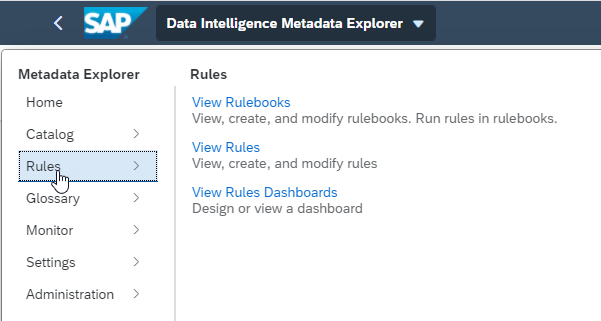 SAP Data Intelligence Metadata Explorer
Metadata Explorer
Home
Catalog
Rules
Glossary
Monitor
Settings
Administration
Rules
View Rulebooks
View, create, and modify rulebooks. Run rules in rulebooks.
View Rules
View, create, and modify rules
View Rules Dashboards
Design or view a dashboard